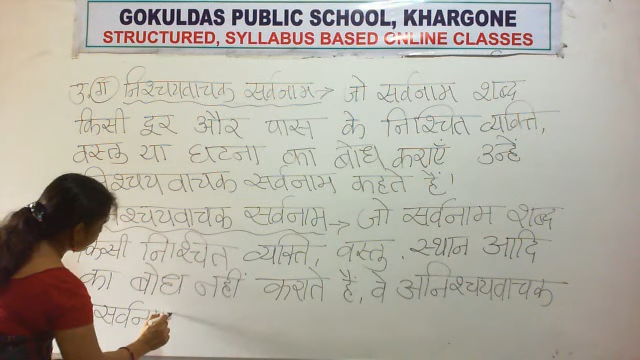 GOKULDAS PUBLIC SCHOOL, KHARGONE
STRUCTURED, SYLLABUS BASED ONLINE CLASSES
निश्चयवाचक सर्वनाम → जो सर्वनाम शब्द
किसी दूर और पास के निश्चित व्यक्ति,
वस्तु या घटना का बोध कराएँ उन्हें
निश्चयवाचक सर्वनाम कहते हैं।
निश्चयवाचक सर्वनाम → जो सर्वनाम शब्द
किसी निश्चित व्यक्ति, वस्तु, स्थान आदि
का बोध नहीं कराते हैं, वे अनिश्चयवाचक